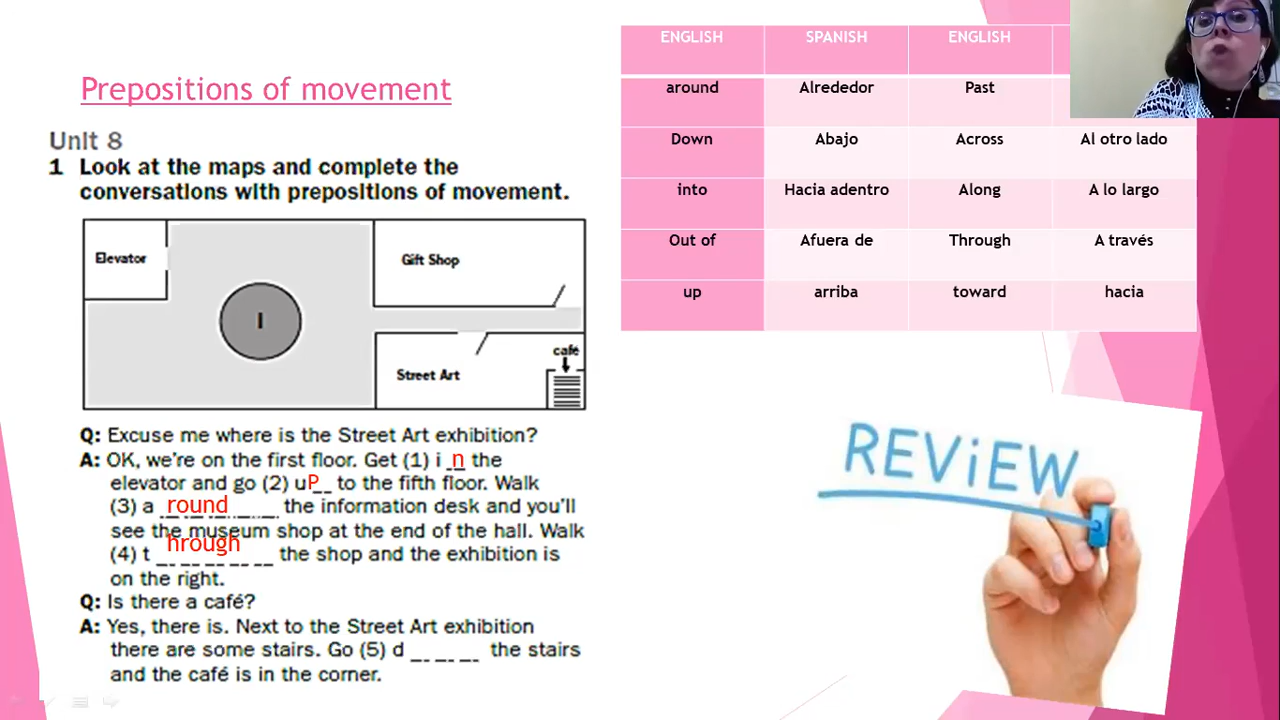 Prepositions of movement
Unit 8
1 Look at the maps and complete the
conversations with prepositions of movement.
Elevator
Gift Shop
I
café
Street Art
Q: Excuse me where is the Street Art exhibition?
A: OK, we're on the first floor. Get (1) i n the
elevator and go (2) uP_ to the fifth floor. Walk
(3) a round the information desk and you'll
see the museum shop at the end of the hall. Walk
(4) t hrough the shop and the exhibition is
on the right.
Q: Is there a café?
A: Yes, there is. Next to the Street Art exhibition
there are some stairs. Go (5) d _ _ _ the stairs
and the café is in the corner.
ENGLISH SPANISH ENGLISH
around Alrededor Past
Down Abajo Across Al otro lado
into Hacia adentro Along A lo largo
Out of Afuera de Through A través
up arriba toward hacia
REViEW